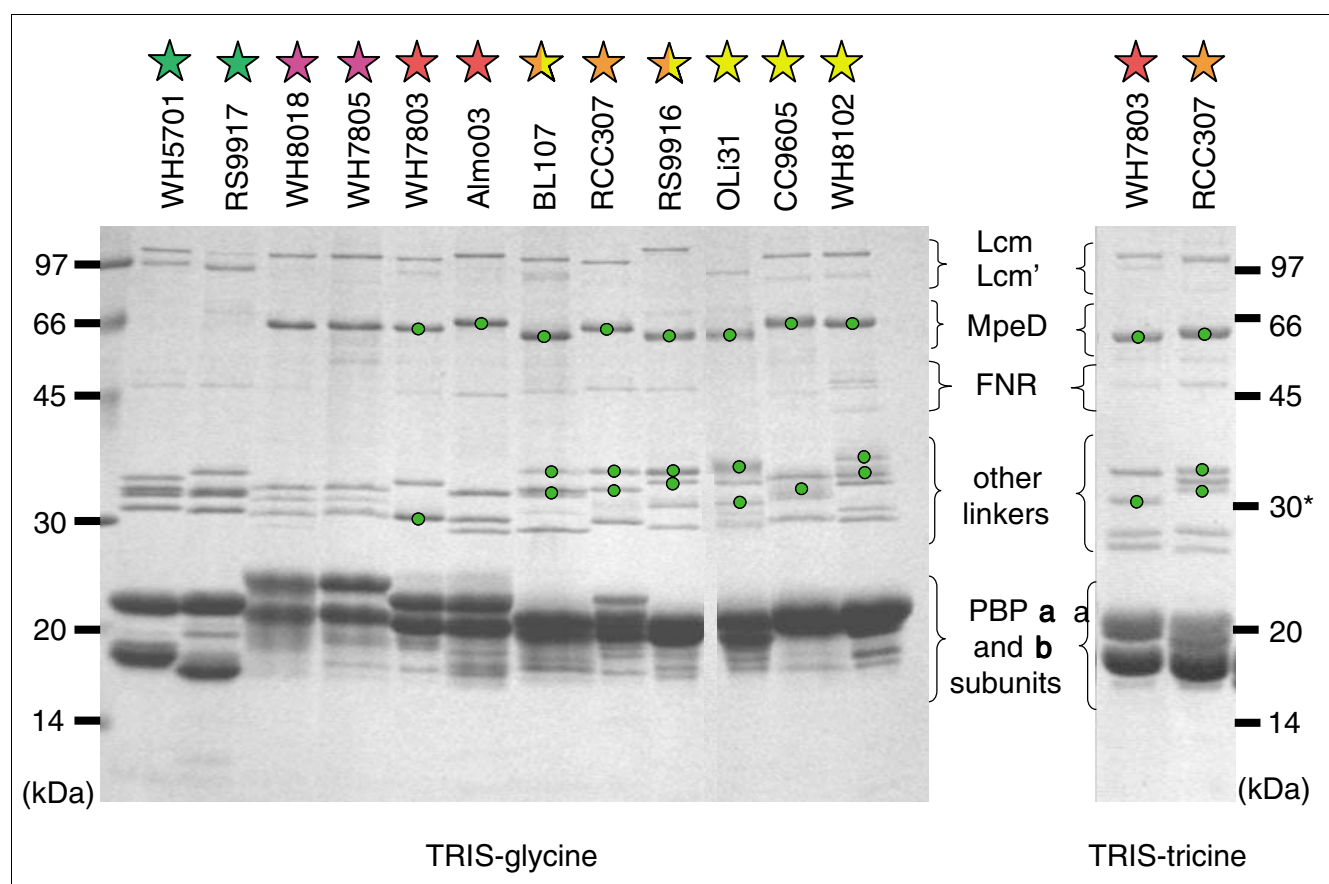 WH5701
RS9917
WH8018
WH7805
WH7803
Almo03
BL107
RCC307
RS9916
OLi31
CC9605
WH8102
WH7803
RCC307
97
66
45
30
20
14
(kDa)
Lcm
Lcm'
MpeD
FNR
other
linkers
PBP a a
and b
subunits
97
66
45
30*
20
14
(kDa)
TRIS-glycine
TRIS-tricine